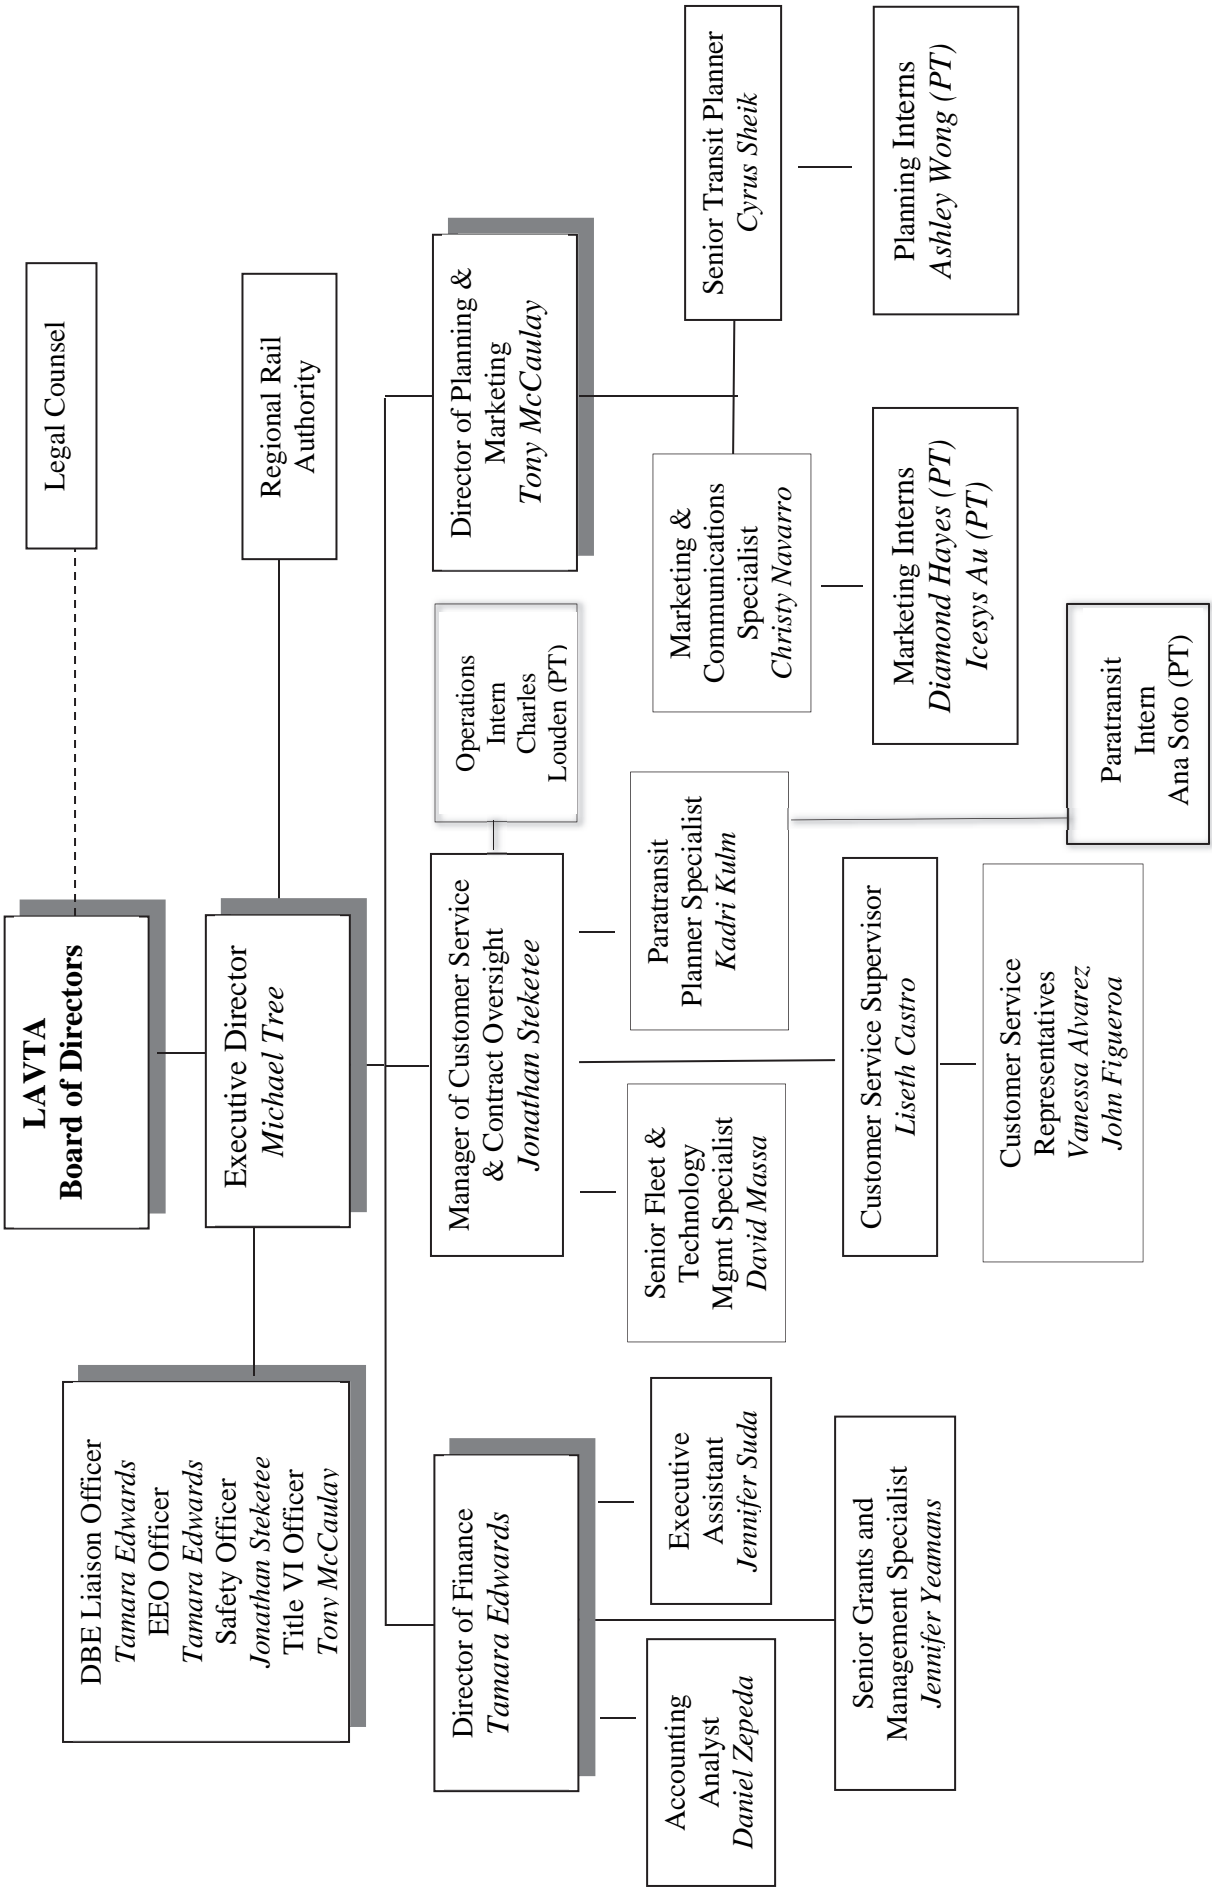 LAVTA
Board of Directors
Legal Counsel
DBE Liaison Officer
Tamara Edwards
EEO Officer
Tamara Edwards
Safety Officer
Jonathan Steketee
Title VI Officer
Tony McCaulay
Executive Director
Michael Tree
Regional Rail
Authority
Director of Finance
Tamara Edwards
Manager of Customer Service
& Contract Oversight
Jonathan Steketee
Operations
Intern
Charles
Louden (PT)
Director of Planning &
Marketing
Tony McCaulay
Accounting
Analyst
Daniel Zepeda
Executive
Assistant
Jennifer Suda
Senior Fleet &
Technology
Mgmt Specialist
David Massa
Paratransit
Planner Specialist
Kadri Kulm
Marketing &
Communications
Specialist
Christy Navarro
Senior Transit Planner
Cyrus Sheik
Senior Grants and
Management Specialist
Jennifer Yeamans
Customer Service Supervisor
Liseth Castro
Marketing Interns
Diamond Hayes (PT)
Icesys Au (PT)
Planning Interns
Ashley Wong (PT)
Customer Service
Representatives
Vanessa Alvarez
John Figueroa
Paratransit
Intern
Ana Soto (PT)